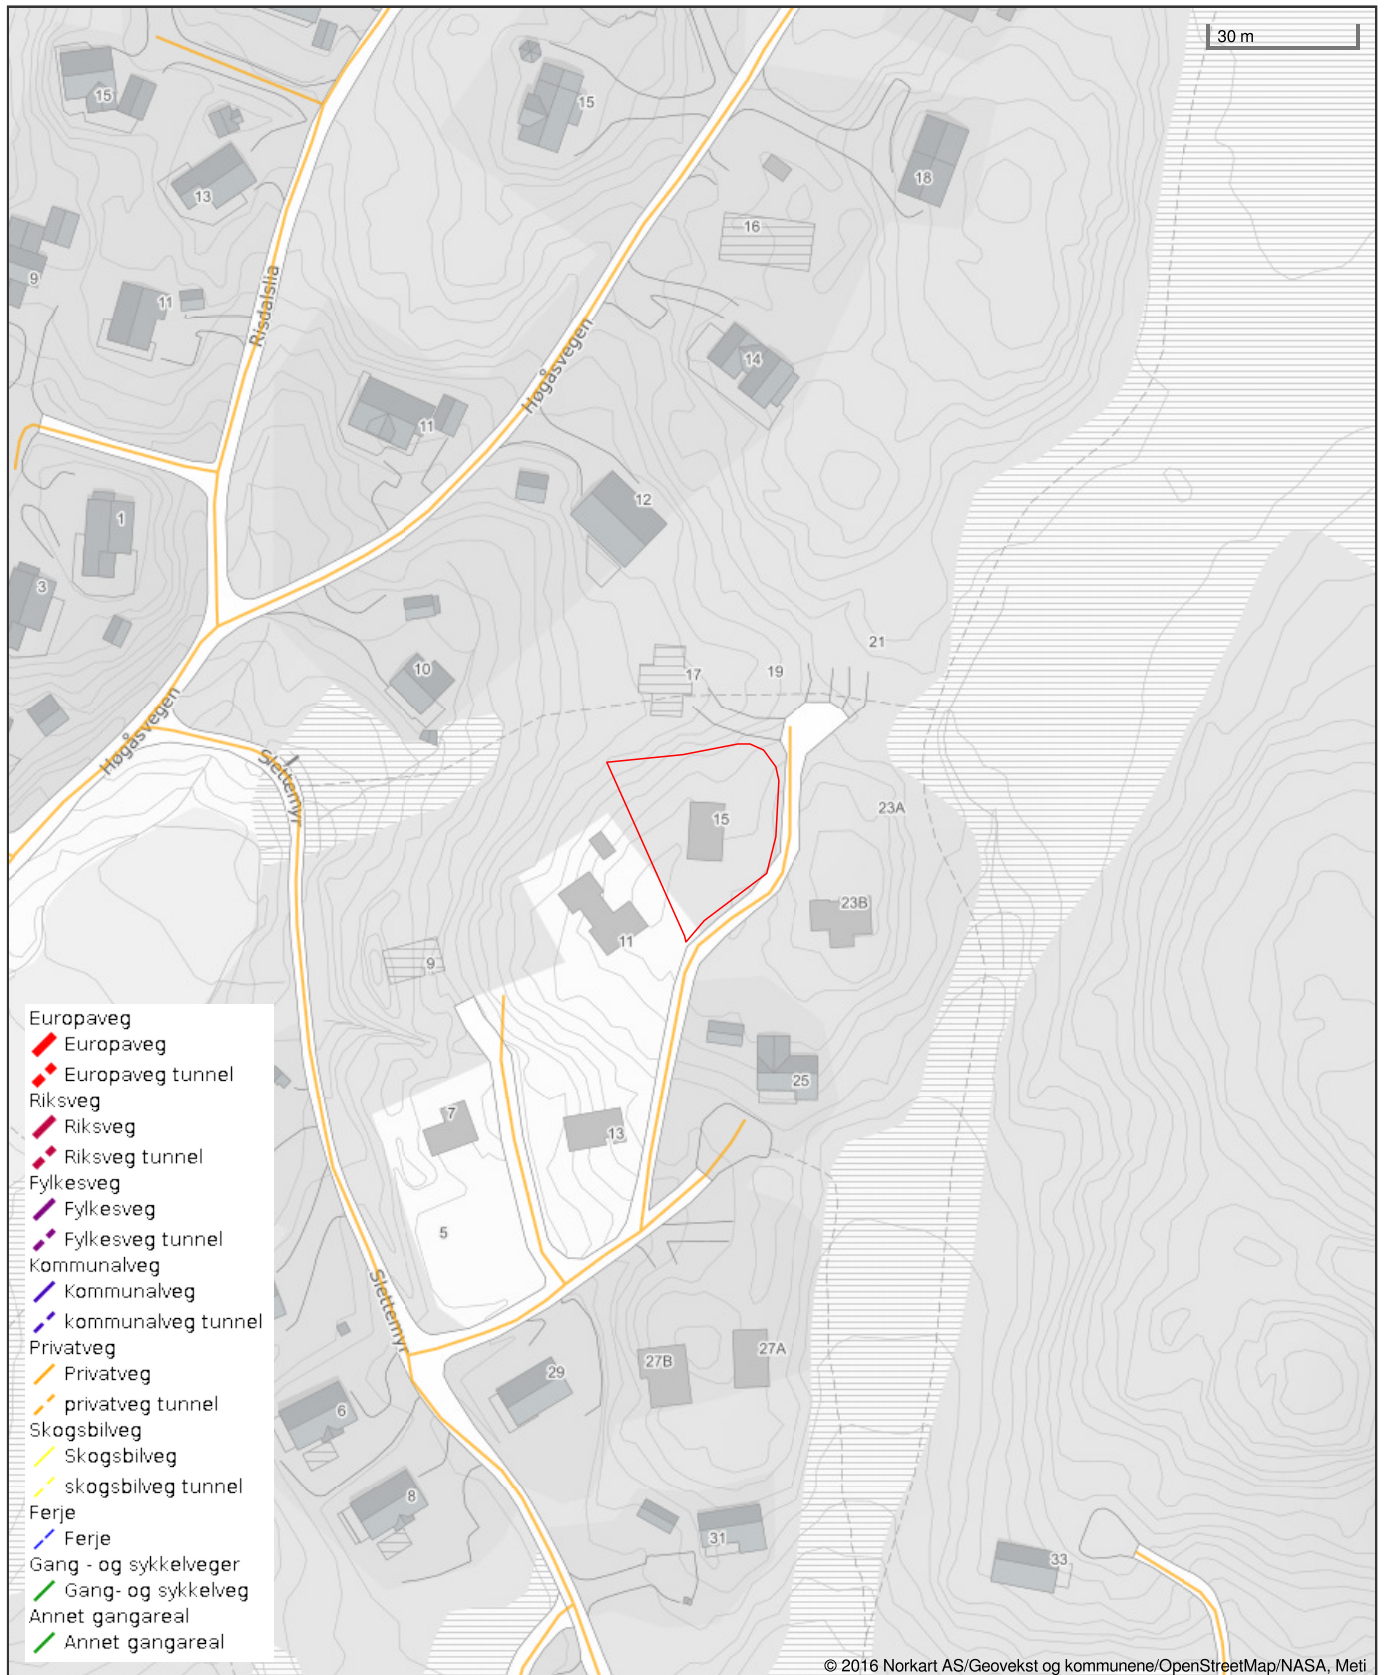 30 m
15
15
13
18
16
9
11
Risdalslia
14
Høgåsvegen
11
12
1
3
10
17
19
21
Høgåsvegen
Slettemyr
15
23A
23B
11
9
25
7
13
5
Slettemyr
27B
27A
29
6
8
31
33
Europaveg
Europaveg
Europaveg tunnel
Riksveg
Riksveg
Riksveg tunnel
Fylkesveg
Fylkesveg
Fylkesveg tunnel
Kommunalveg
Kommunalveg
kommunalveg tunnel
Privatveg
Privatveg
privatveg tunnel
Skogsbilveg
Skogsbilveg
skogsbilveg tunnel
Ferje
Ferje
Gang - og sykkelveger
Gang- og sykkelveg
Annet gangareal
Annet gangareal
© 2016 Norkart AS/Geovekst og kommunene/OpenStreetMap/NASA, Meti